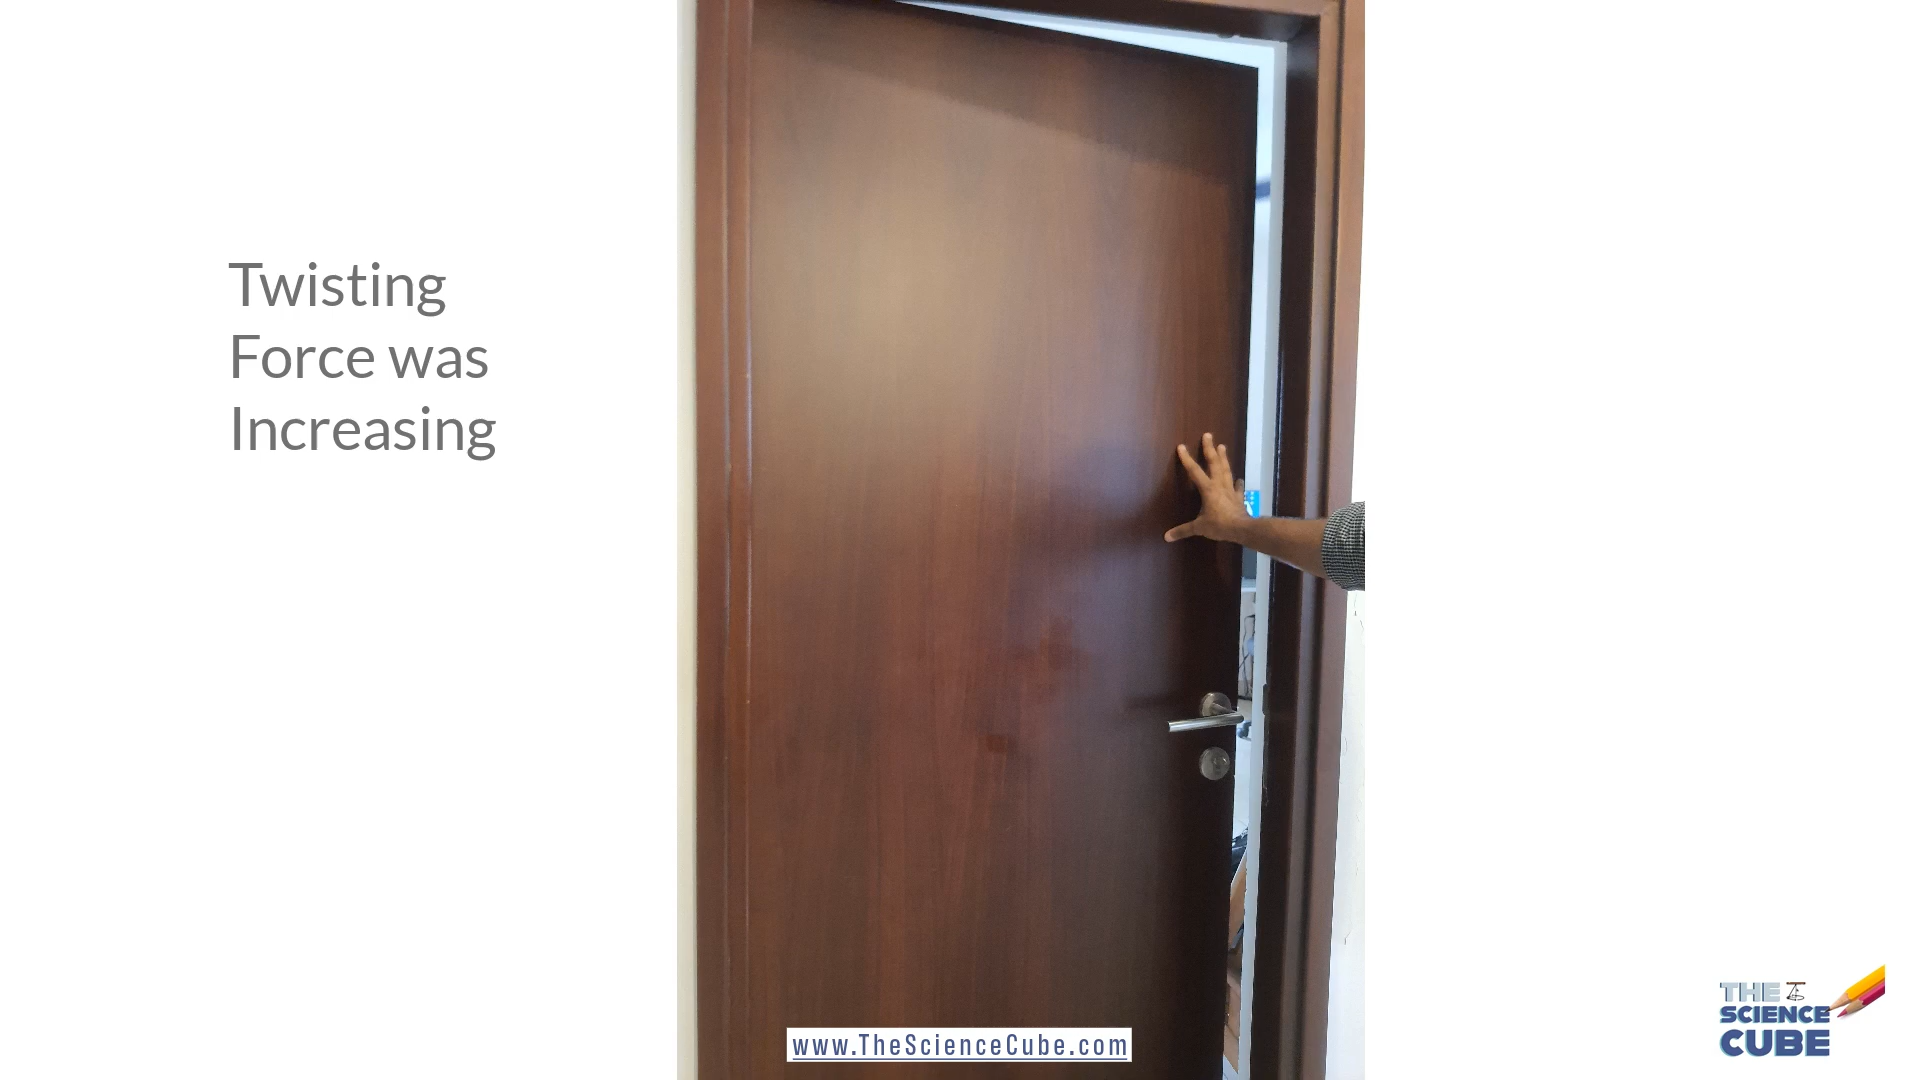 Twisting
Force was
Increasing
www.TheScienceCube.com
THE
SCIENCE
CUBE